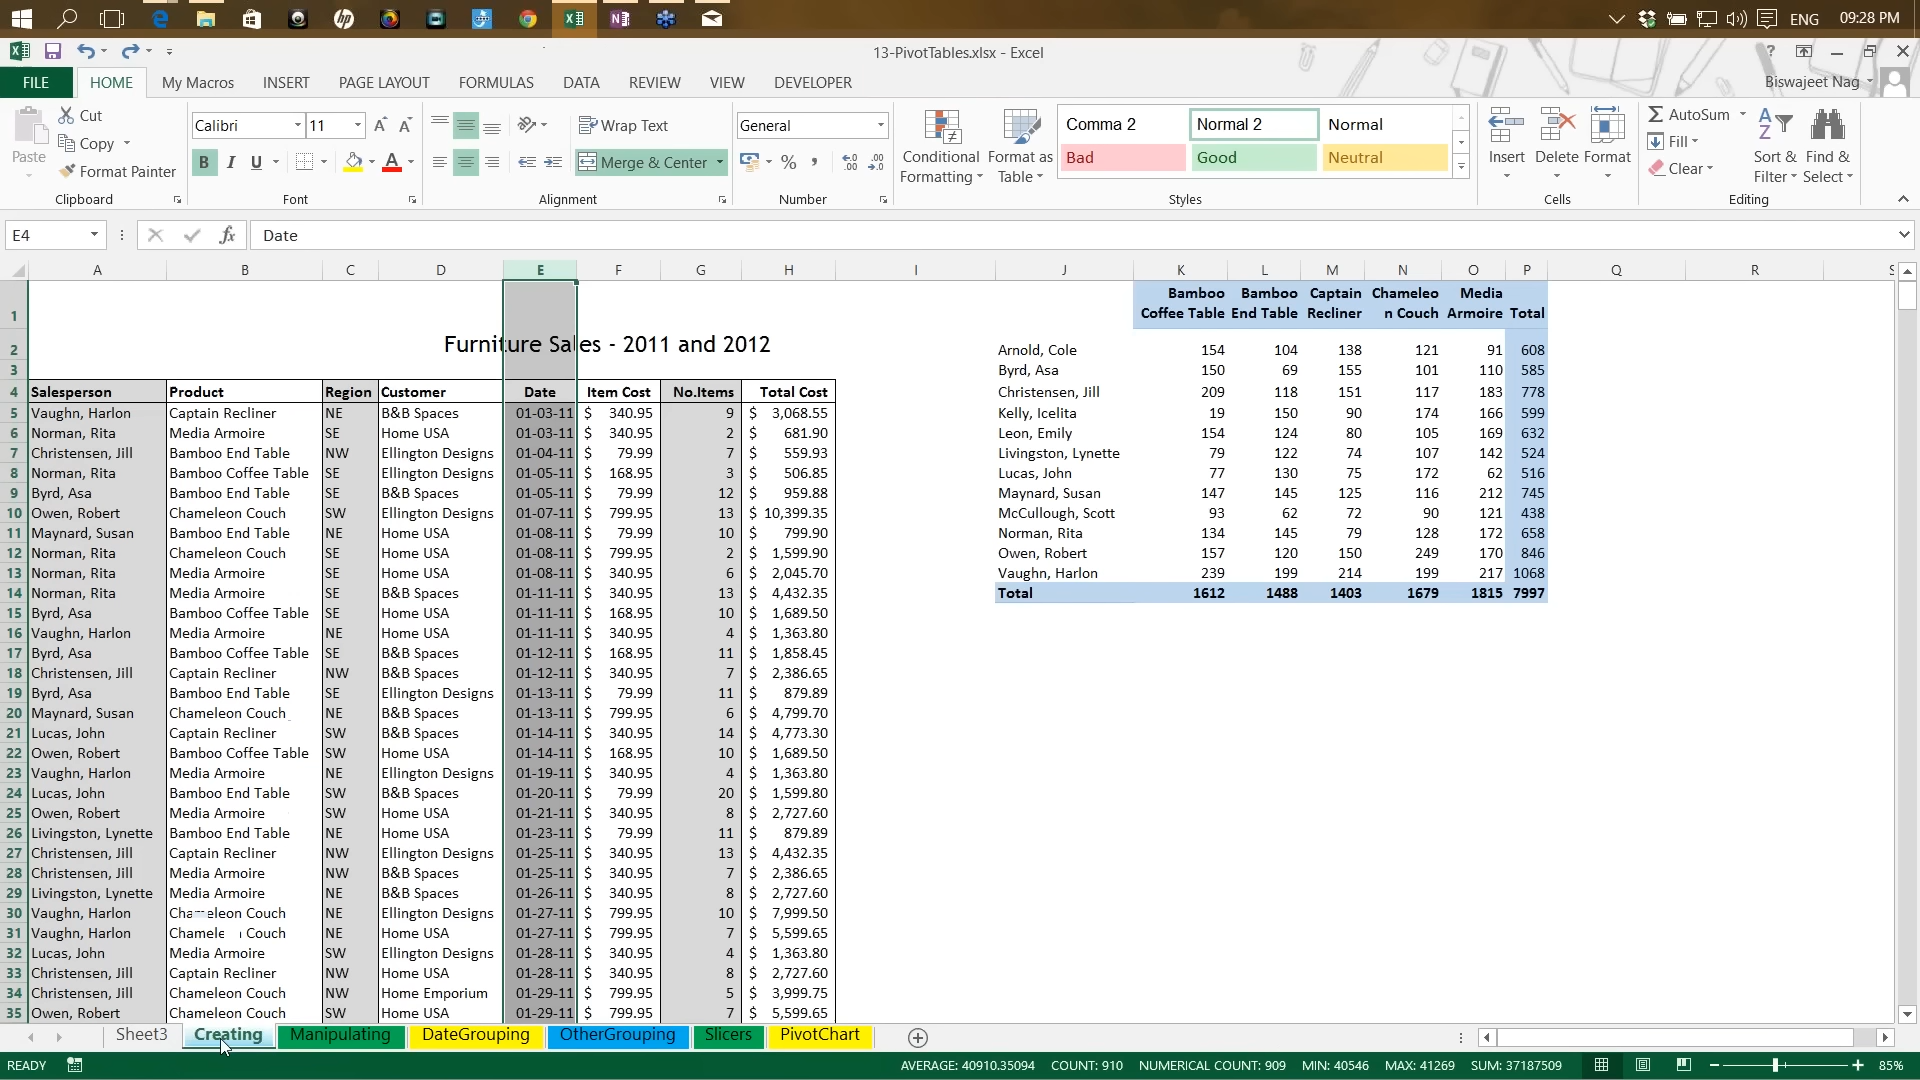 ENG 09:28 PM
13-PivotTables.xlsx - Excel
FILE HOME My Macros INSERT PAGE LAYOUT FORMULAS DATA REVIEW VIEW DEVELOPER Biswajeet Nag
Paste Cut Copy Format Painter
Clipboard
Calibri 11 B I U
Font
Wrap Text
Merge & Center
Alignment
General
Number
Conditional Formatting Format as Table
Comma 2 Normal 2 Normal
Bad Good Neutral
Styles
Insert Delete Format
Cells
AutoSum
Fill
Clear
Sort & Filter Find & Select
Editing
E4 fx Date
A B C D E F G H I J K L M N O P Q R S
Furniture Sales - 2011 and 2012
4 Salesperson Product Region Customer Date Item Cost No.Items Total Cost
5 Vaughn, Harlon Captain Recliner NE B&B Spaces 01-03-11 $ 340.95 9 $ 3,068.55
6 Norman, Rita Media Armoire SE Home USA 01-03-11 $ 340.95 2 $ 681.90
7 Christensen, Jill Bamboo End Table NW Ellington Designs 01-04-11 $ 79.99 7 $ 559.93
8 Norman, Rita Bamboo Coffee Table SE Ellington Designs 01-05-11 $ 168.95 3 $ 506.85
9 Byrd, Asa Bamboo End Table SE B&B Spaces 01-05-11 $ 79.99 12 $ 959.88
10 Owen, Robert Chameleon Couch SW Ellington Designs 01-07-11 $ 799.95 13 $ 10,399.35
11 Maynard, Susan Bamboo End Table NE Home USA 01-08-11 $ 79.99 10 $ 799.90
12 Norman, Rita Chameleon Couch SE Home USA 01-08-11 $ 799.95 2 $ 1,599.90
13 Norman, Rita Media Armoire SE Home USA 01-08-11 $ 340.95 6 $ 2,045.70
14 Norman, Rita Media Armoire SE B&B Spaces 01-11-11 $ 340.95 13 $ 4,432.35
15 Byrd, Asa Bamboo Coffee Table SE Home USA 01-11-11 $ 168.95 10 $ 1,689.50
16 Vaughn, Harlon Media Armoire NE Home USA 01-11-11 $ 340.95 4 $ 1,363.80
17 Byrd, Asa Bamboo Coffee Table SE B&B Spaces 01-12-11 $ 168.95 11 $ 1,858.45
18 Christensen, Jill Captain Recliner NW B&B Spaces 01-12-11 $ 340.95 7 $ 2,386.65
19 Byrd, Asa Bamboo End Table SE Ellington Designs 01-13-11 $ 79.99 11 $ 879.89
20 Maynard, Susan Chameleon Couch NE B&B Spaces 01-13-11 $ 799.95 6 $ 4,799.70
21 Lucas, John Captain Recliner SW B&B Spaces 01-14-11 $ 340.95 14 $ 4,773.30
22 Owen, Robert Bamboo Coffee Table SW Home USA 01-14-11 $ 168.95 10 $ 1,689.50
23 Vaughn, Harlon Media Armoire NE Ellington Designs 01-19-11 $ 340.95 4 $ 1,363.80
24 Lucas, John Bamboo End Table SW B&B Spaces 01-20-11 $ 79.99 20 $ 1,599.80
25 Owen, Robert Media Armoire SW Home USA 01-21-11 $ 340.95 8 $ 2,727.60
26 Livingston, Lynette Bamboo End Table NE Home USA 01-23-11 $ 79.99 11 $ 879.89
27 Christensen, Jill Captain Recliner NW Ellington Designs 01-25-11 $ 340.95 13 $ 4,432.35
28 Christensen, Jill Media Armoire NW B&B Spaces 01-25-11 $ 340.95 7 $ 2,386.65
29 Livingston, Lynette Media Armoire NE B&B Spaces 01-26-11 $ 340.95 8 $ 2,727.60
30 Vaughn, Harlon Chameleon Couch NE Ellington Designs 01-27-11 $ 799.95 10 $ 7,999.50
31 Vaughn, Harlon Couch NE Home USA 01-27-11 $ 799.95 7 $ 5,599.65
32 Lucas, John Media Armoire SW Ellington Designs 01-28-11 $ 340.95 4 $ 1,363.80
33 Christensen, Jill Captain Recliner NW Home USA 01-28-11 $ 340.95 8 $ 2,727.60
34 Christensen, Jill Chameleon Couch NW Home Emporium 01-29-11 $ 799.95 5 $ 3,999.75
35 Owen, Robert Chameleon Couch SW Home USA 01-29-11 $ 799.95 7 $ 5,599.65
1
2
3
Bamboo Bamboo Captain Chameleo Media
Coffee Table End Table Recliner n Couch Armoire Total
Arnold, Cole 154 104 138 121 91 608
Byrd, Asa 150 69 155 101 110 585
Christensen, Jill 209 118 151 117 183 778
Kelly, Icelita 19 150 90 174 166 599
Leon, Emily 154 124 80 105 169 632
Livingston, Lynette 79 122 74 107 142 524
Lucas, John 77 130 75 172 62 516
Maynard, Susan 147 145 125 116 212 745
McCullough, Scott 93 62 72 90 121 438
Norman, Rita 134 145 79 128 172 658
Owen, Robert 157 120 150 249 170 846
Vaughn, Harlon 239 199 214 199 217 1068
Total 1612 1488 1403 1679 1815 7997
Sheet3 Creating Manipulating DateGrouping OtherGrouping Slicers PivotChart
READY AVERAGE: 40910.35094 COUNT: 910 NUMERICAL COUNT: 909 MIN: 40546 MAX: 41269 SUM: 37187509 85%